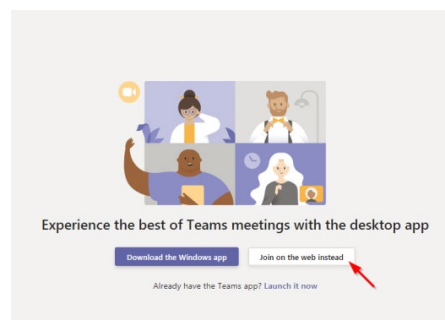 Experience the best of Teams meetings with the desktop app
Download the Windows app Join on the web instead
Already have the Teams app? Launch it now